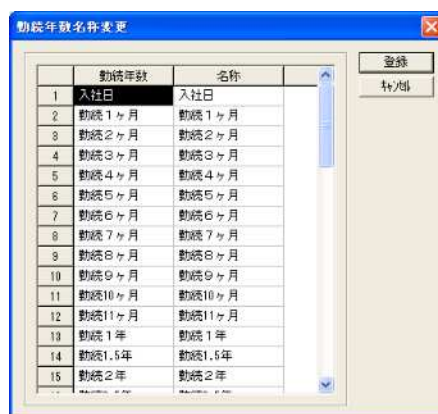 勤続年数名称変更
登録
ｷｬﾝｾﾙ
勤続年数 名称
1 入社日 入社日
2 勤続１ヶ月 勤続１ヶ月
3 勤続２ヶ月 勤続２ヶ月
4 勤続３ヶ月 勤続３ヶ月
5 勤続４ヶ月 勤続４ヶ月
6 勤続５ヶ月 勤続５ヶ月
7 勤続６ヶ月 勤続６ヶ月
8 勤続７ヶ月 勤続７ヶ月
9 勤続８ヶ月 勤続８ヶ月
10 勤続９ヶ月 勤続９ヶ月
11 勤続10ヶ月 勤続10ヶ月
12 勤続11ヶ月 勤続11ヶ月
13 勤続１年 勤続１年
14 勤続1.5年 勤続1.5年
15 勤続２年 勤続２年